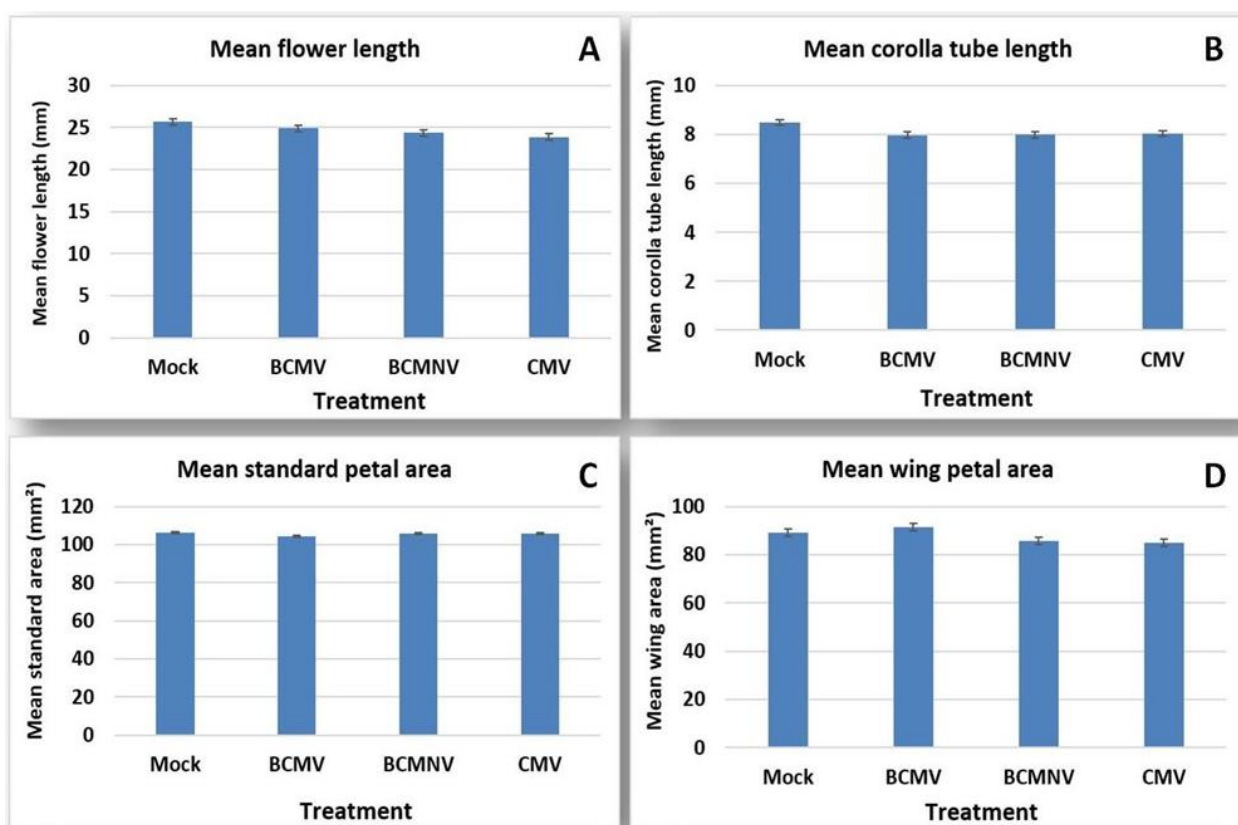 Mean flower length
A
Mean flower length (mm)
30
25
20
15
10
5
0
Mock BCMV BCMNV CMV
Treatment
Mean corolla tube length
B
Mean corolla tube length (mm)
10
8
6
4
2
0
Mock BCMV BCMNV CMV
Treatment
Mean standard petal area
C
Mean standard area (mm²)
120
100
80
60
40
20
0
Mock BCMV BCMNV CMV
Treatment
Mean wing petal area
D
Mean wing area (mm²)
100
80
60
40
20
0
Mock BCMV BCMNV CMV
Treatment